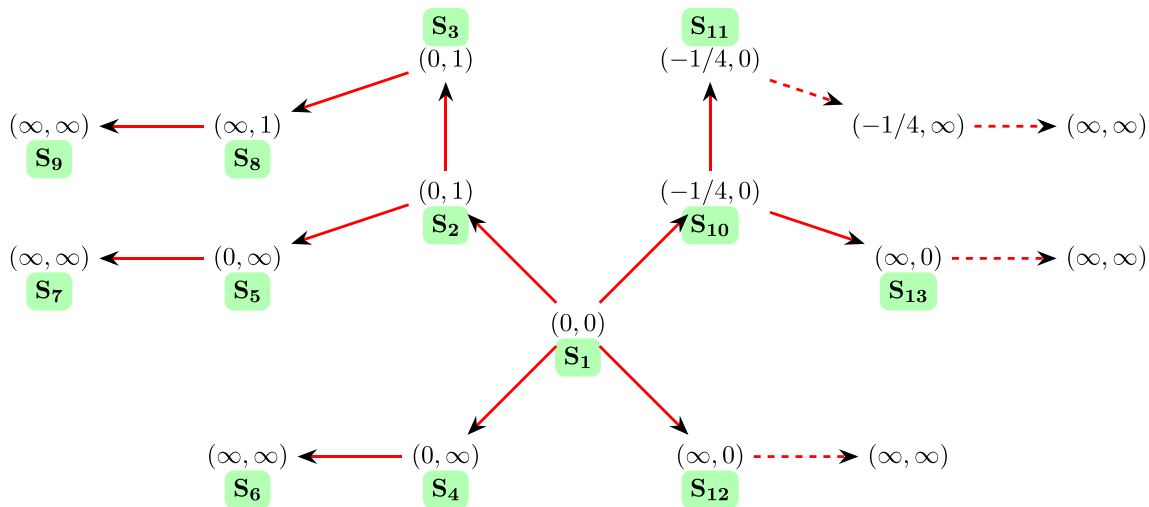 S₃ S₁₁
(0, 1) (−1/4, 0)
(∞, ∞) (∞, 1) (−1/4, ∞) (∞, ∞)
S₉ S₈
(0, 1) (−1/4, 0)
S₂ S₁₀
(∞, ∞) (0, ∞) (∞, 0) (∞, ∞)
S₇ S₅ S₁₃
(0, 0)
S₁
(∞, ∞) (0, ∞) (∞, 0) (∞, ∞)
S₆ S₄ S₁₂